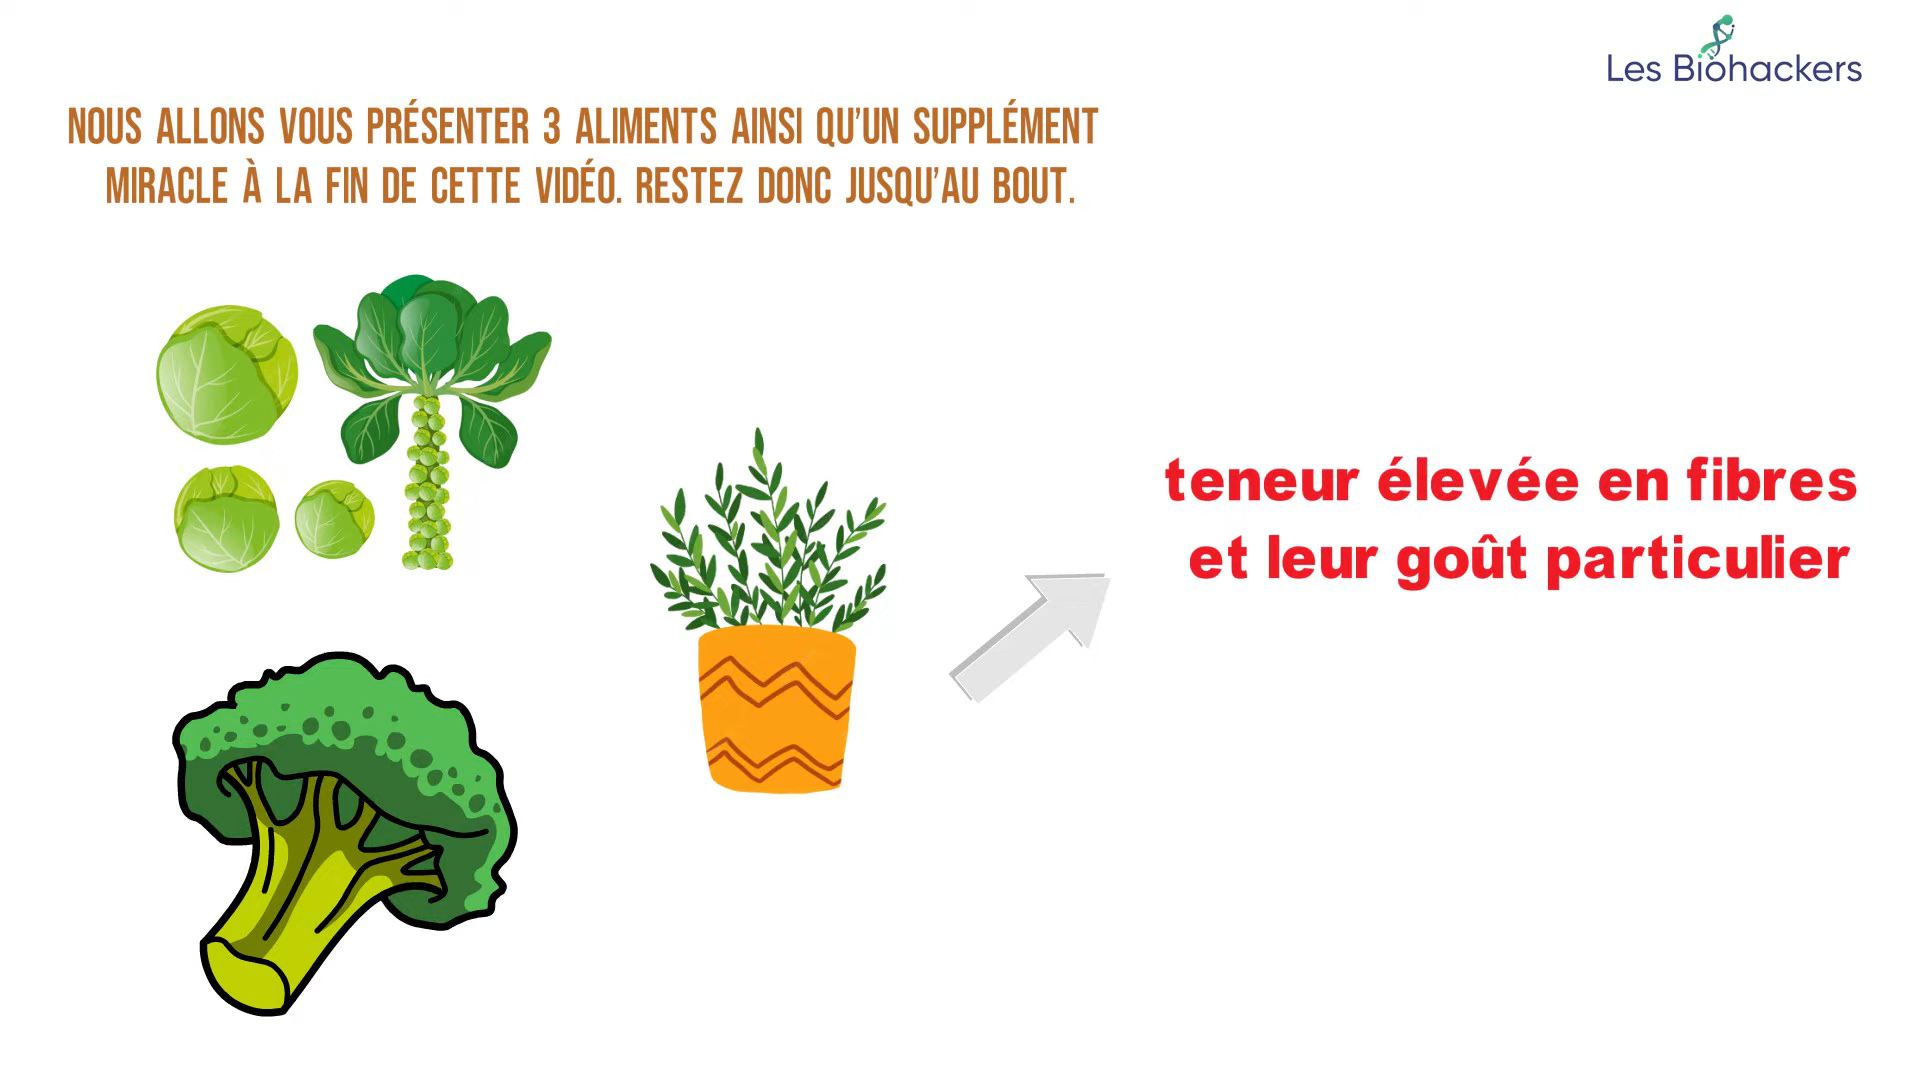 Les Biohackers
NOUS ALLONS VOUS PRÉSENTER 3 ALIMENTS AINSI QU'UN SUPPLÉMENT
MIRACLE À LA FIN DE CETTE VIDÉO. RESTEZ DONC JUSQU'AU BOUT.
teneur élevée en fibres
et leur goût particulier